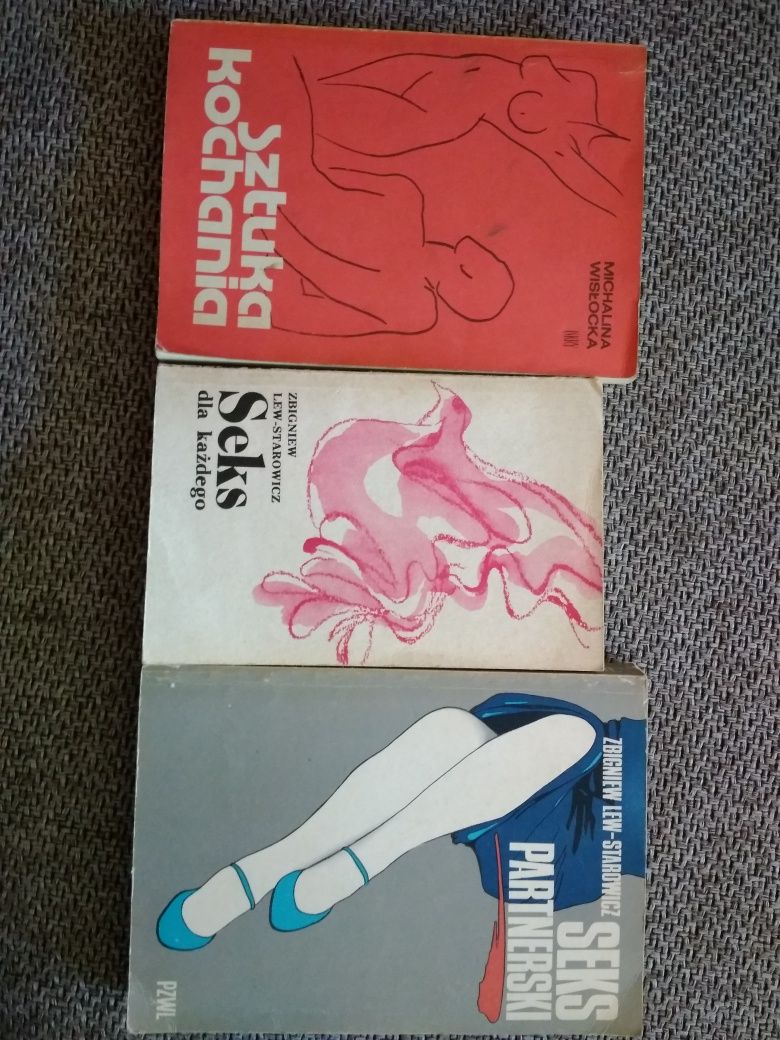 MICHALINA
WISŁOCKA
Sztuka
kochania
ZBIGNIEW
LEW-STAROWICZ
Seks
dla każdego
ZBIGNIEW LEW-STAROWICZ
SEKS
PARTNERSKI
PZWL